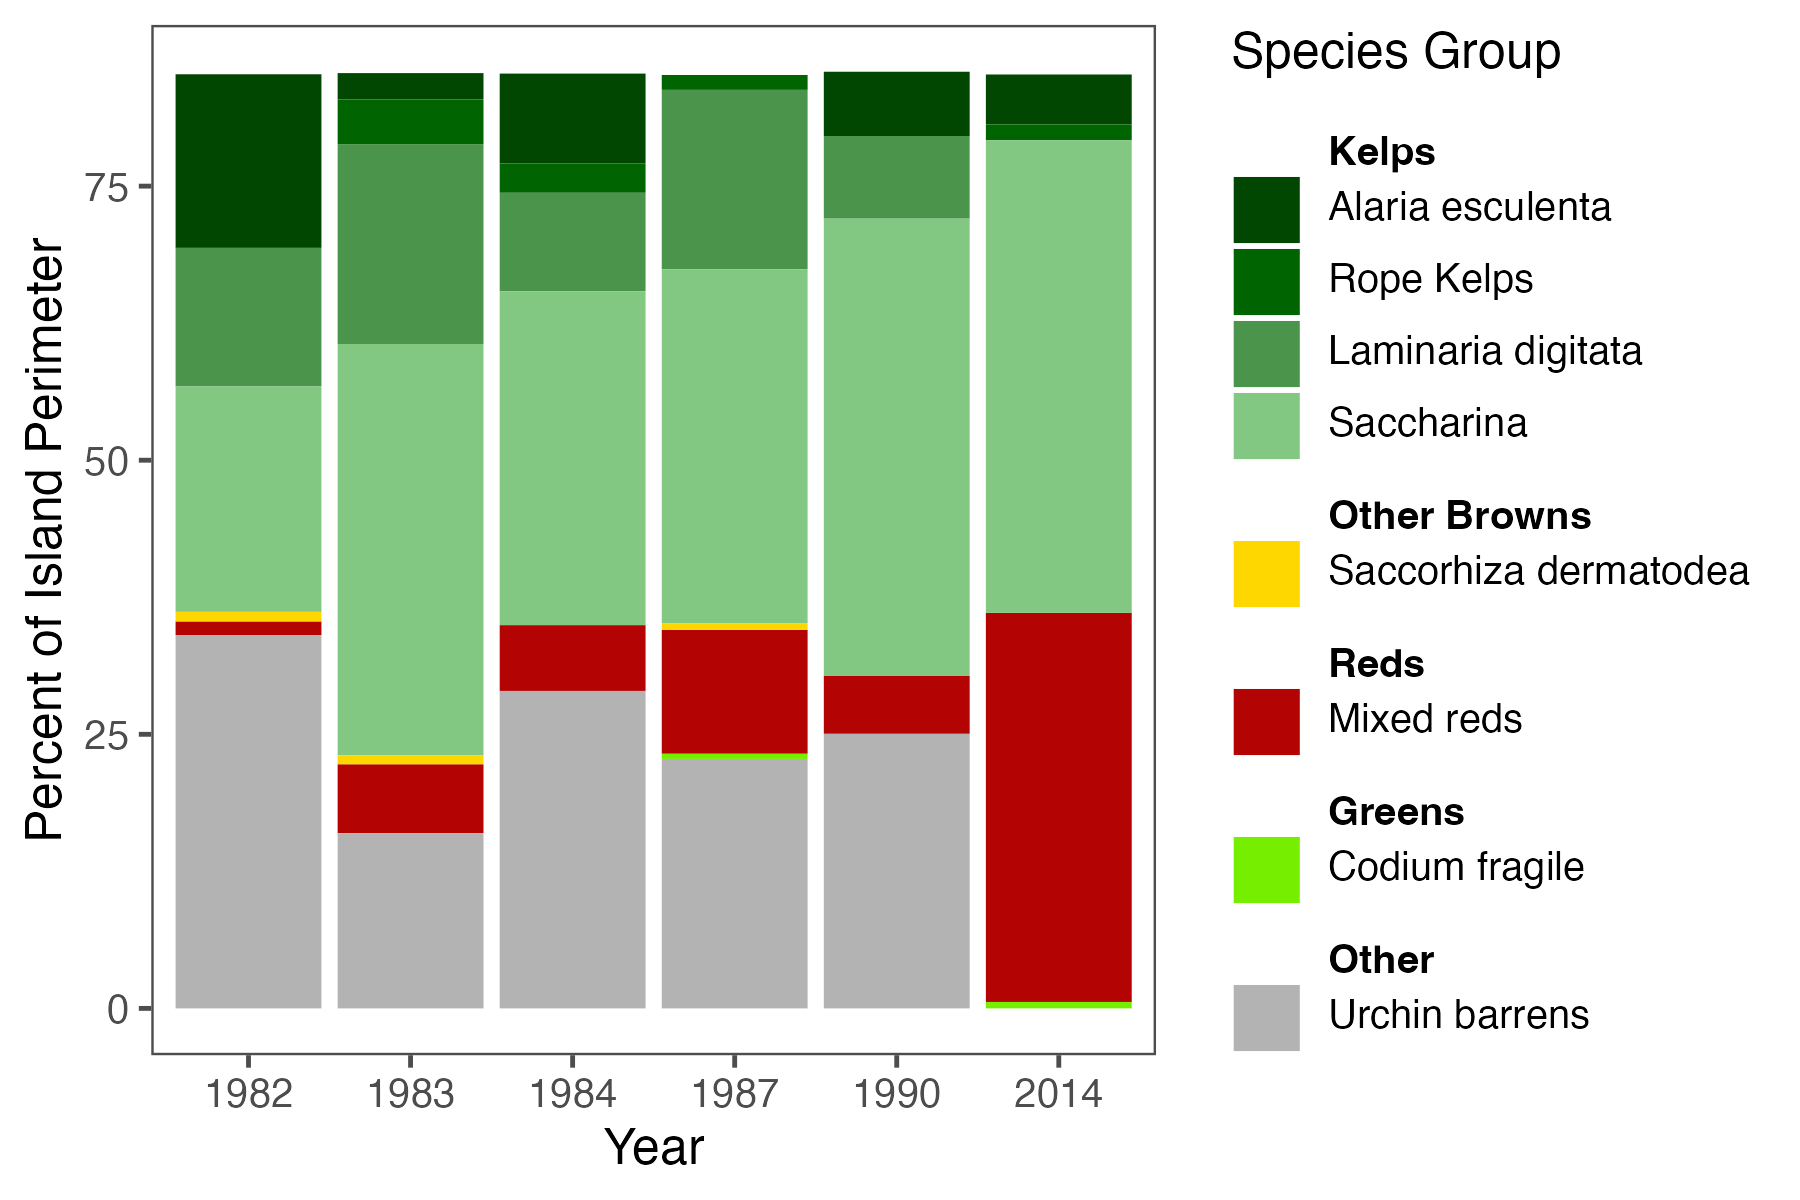 Percent of Island Perimeter
75
50
25
0
1982 1983 1984 1987 1990 2014
Year
Species Group
Kelps
Alaria esculenta
Rope Kelps
Laminaria digitata
Saccharina
Other Browns
Saccorhiza dermatodea
Reds
Mixed reds
Greens
Codium fragile
Other
Urchin barrens